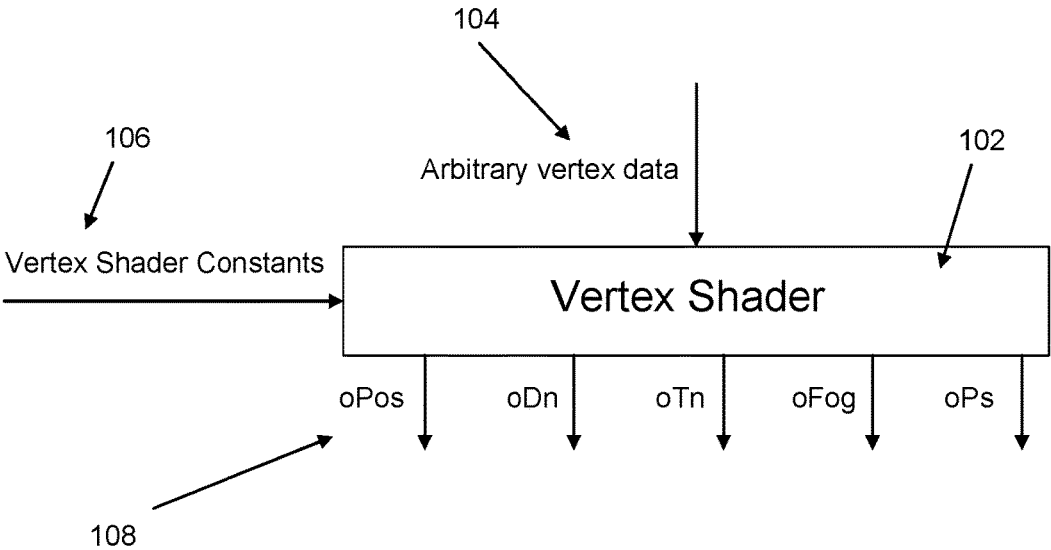 104
106
102
Arbitrary vertex data
Vertex Shader Constants
Vertex Shader
oPos
oDn
oTn
oFog
oPs
108